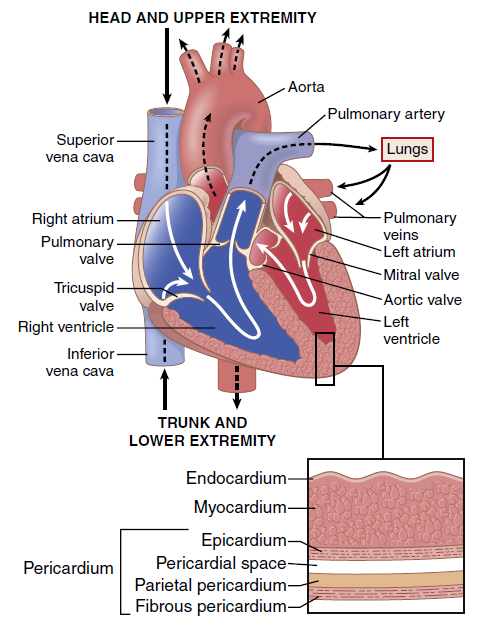 HEAD AND UPPER EXTREMITY
Aorta
Pulmonary artery
Lungs
Superior
vena cava
Right atrium
Pulmonary
valve
Tricuspid
valve
Right ventricle
Inferior
vena cava
Pulmonary
veins
Left atrium
Mitral valve
Aortic valve
Left
ventricle
TRUNK AND
LOWER EXTREMITY
Endocardium
Myocardium
Epicardium
Pericardial space
Pericardium
Parietal pericardium
Fibrous pericardium